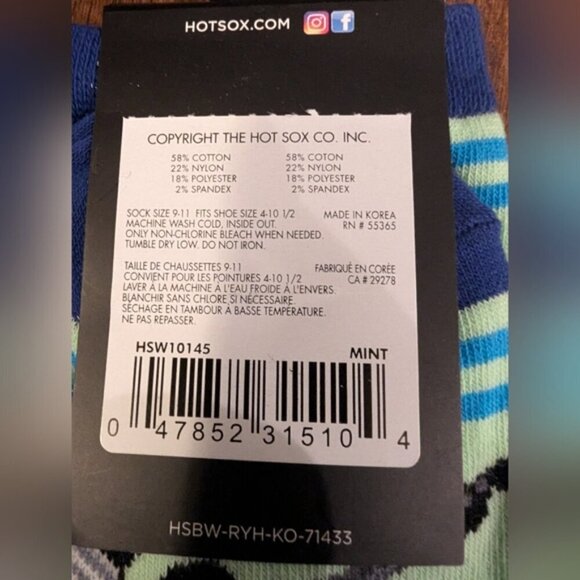 HOTSOX.COM
COPYRIGHT THE HOT SOX CO. INC.
58% COTTON 58% COTON
22% NYLON 22% NYLON
18% POLYESTER 18% POLYESTER
2% SPANDEX 2% SPANDEX
SOCK SIZE 9-11 FITS SHOE SIZE 4-10 1/2 MADE IN KOREA
MACHINE WASH COLD, INSIDE OUT. RN # 55365
ONLY NON-CHLORINE BLEACH WHEN NEEDED
TUMBLE DRY LOW. DO NOT IRON.
TAILLE DE CHAUSSETTES 9-11 FABRIQUÉ EN CORÉE
CONVIENT POUR LES POINTURES 4-10 1/2 CA # 29278
LAVER À LA MACHINE À L'EAU FROIDE À L'ENVERS.
BLANCHIR SANS CHLORE SI NÉCESSAIRE.
SÉCHAGE EN TAMBOUR À BASSE TEMPÉRATURE.
NE PAS REPASSER.
HSW10145 MINT
0 47852 31510 4
HSBW-RYH-KO-71433